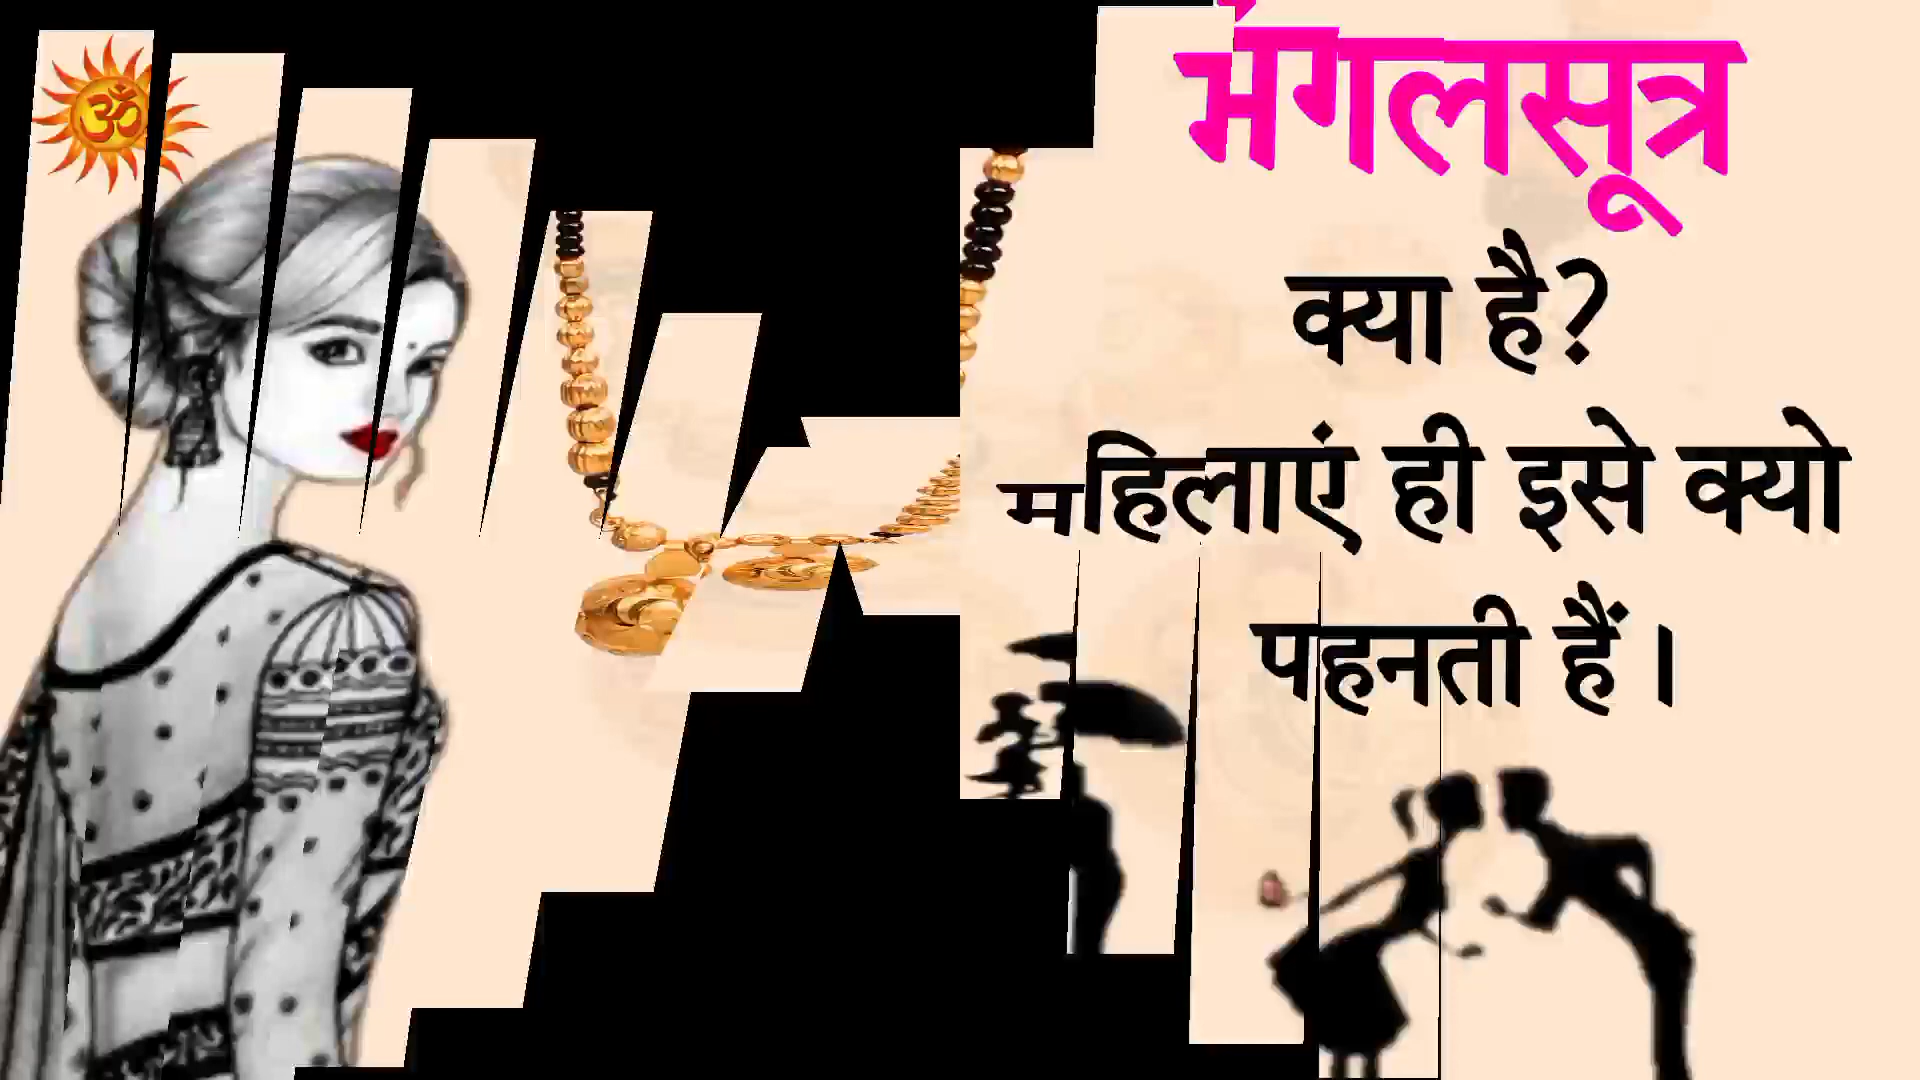 ॐ
मंगलसूत्र
क्या है?
महिलाएं ही इसे क्यो
पहनती हैं।